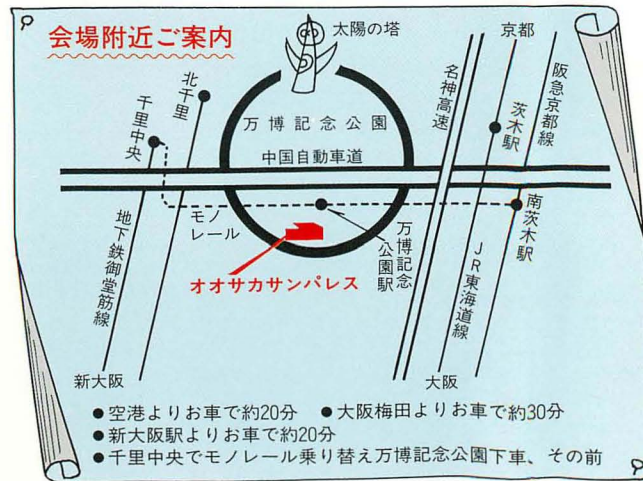 会場附近ご案内
太陽の塔
京都
北千里
千里中央
万博記念公園
中国自動車道
名神高速
茨木駅
阪急京都線
モノレール
万博記念公園駅
南茨木駅
オオサカサンパレス
地下鉄御堂筋線
JR東海道線
新大阪
大阪
●空港よりお車で約20分 ●大阪梅田よりお車で約30分
●新大阪駅よりお車で約20分
●千里中央でモノレール乗り替え万博記念公園下車、その前